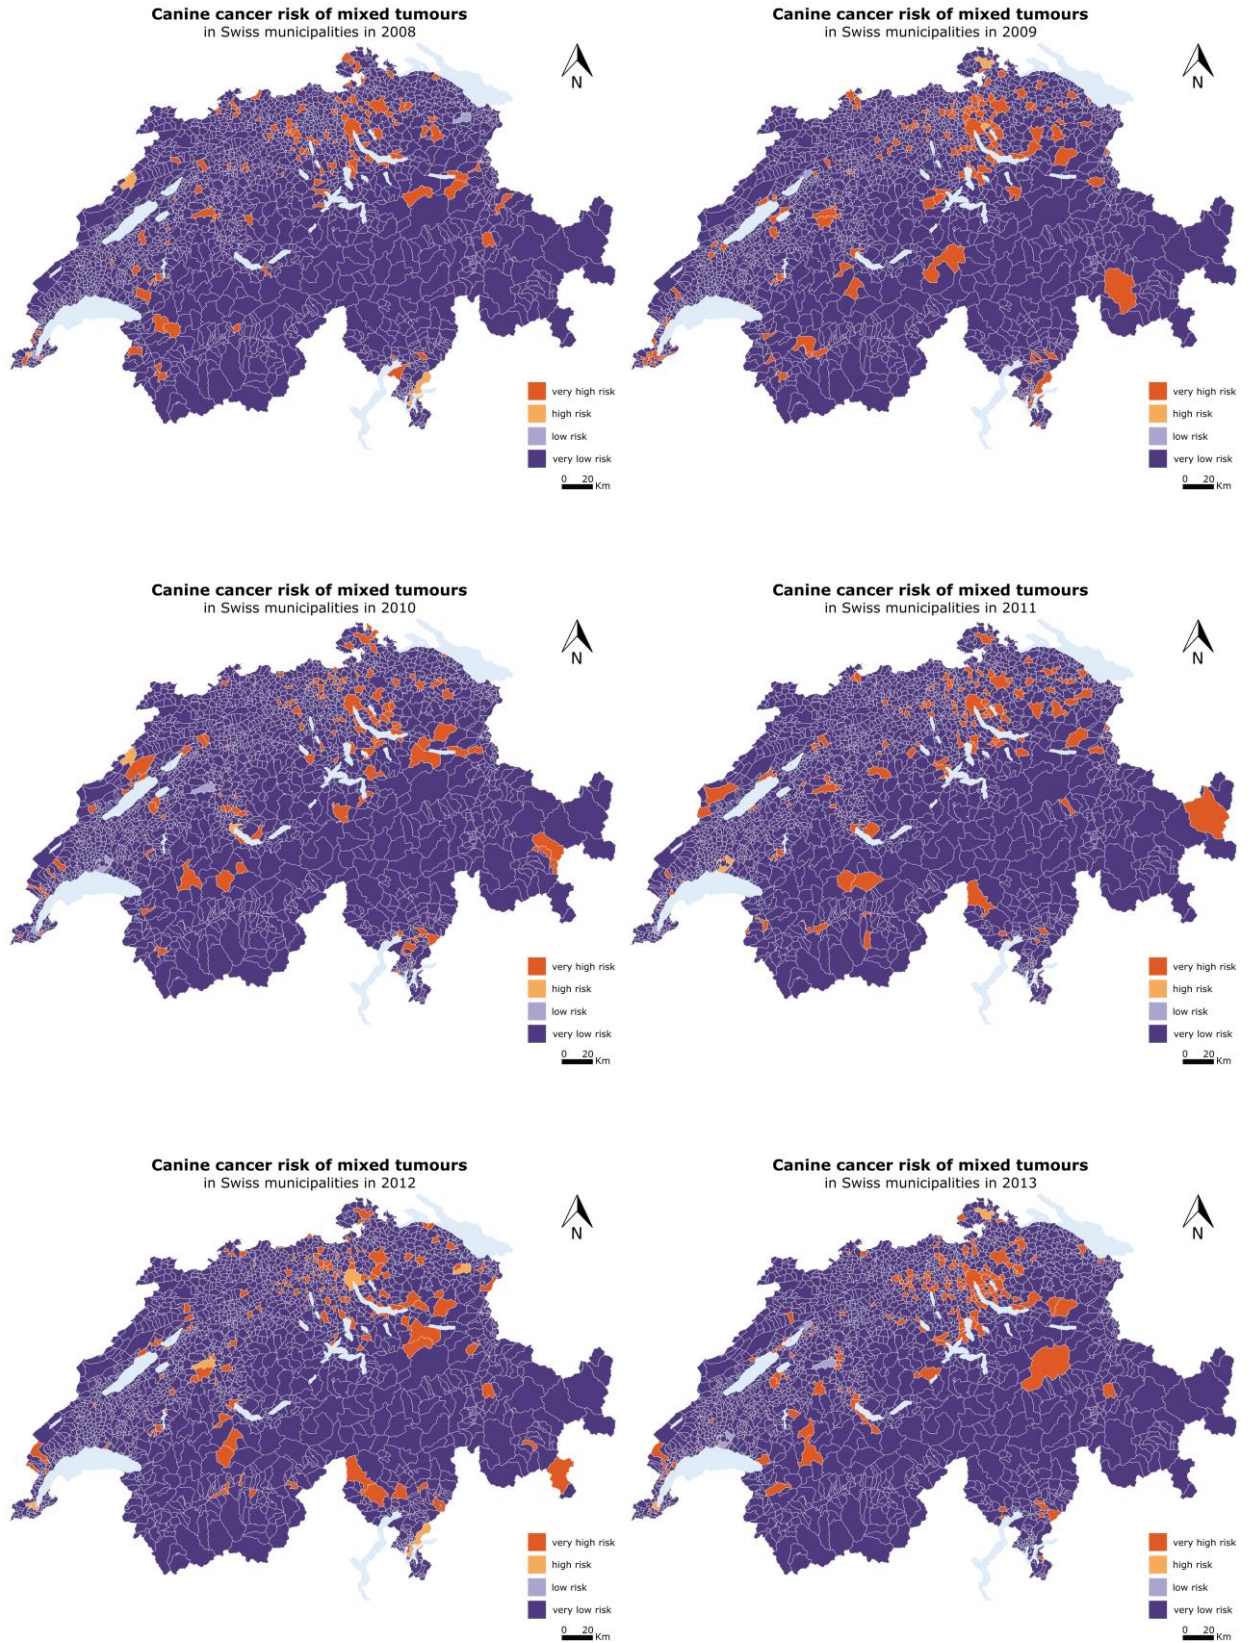 Canine cancer risk of mixed tumours
in Swiss municipalities in 2008
N
very high risk
high risk
low risk
very low risk
0 20
Km
Canine cancer risk of mixed tumours
in Swiss municipalities in 2009
N
very high risk
high risk
low risk
very low risk
0 20
Km
Canine cancer risk of mixed tumours
in Swiss municipalities in 2010
N
very high risk
high risk
low risk
very low risk
0 20
Km
Canine cancer risk of mixed tumours
in Swiss municipalities in 2011
N
very high risk
high risk
low risk
very low risk
0 20
Km
Canine cancer risk of mixed tumours
in Swiss municipalities in 2012
N
very high risk
high risk
low risk
very low risk
0 20
Km
Canine cancer risk of mixed tumours
in Swiss municipalities in 2013
N
very high risk
high risk
low risk
very low risk
0 20
Km